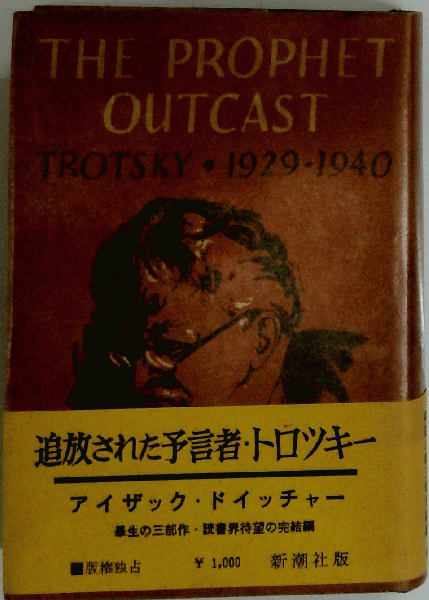 THE PROPHET
OUTCAST
TROTSKY・1929-1940
追放された予言者・トロツキー
アイザック・ドイッチャー
畢生の三部作・読書界待望の完結編
■版権独占 ¥ 1,000 新潮社版